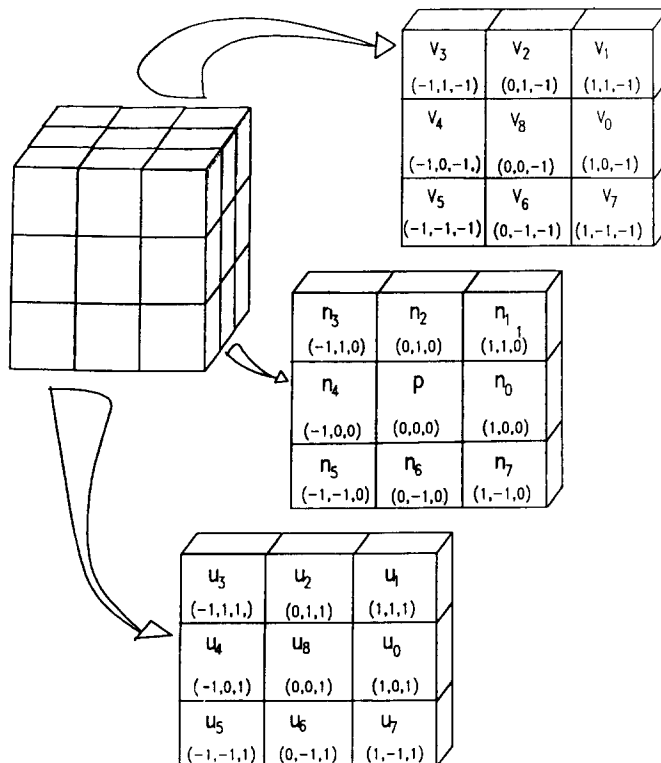 V3 V2 V1
(-1,1,-1) (0,1,-1) (1,1,-1)
V4 V8 V0
(-1,0,-1,) (0,0,-1) (1,0,-1)
V5 V6 V7
(-1,-1,-1) (0,-1,-1) (1,-1,-1)
n3 n2 n1
(-1,1,0) (0,1,0) (1,1,0)
n4 p n0
(-1,0,0) (0,0,0) (1,0,0)
n5 n6 n7
(-1,-1,0) (0,-1,0) (1,-1,0)
u3 u2 u1
(-1,1,1,) (0,1,1) (1,1,1)
u4 u8 u0
(-1,0,1) (0,0,1) (1,0,1)
u5 u6 u7
(-1,-1,1) (0,-1,1) (1,-1,1)